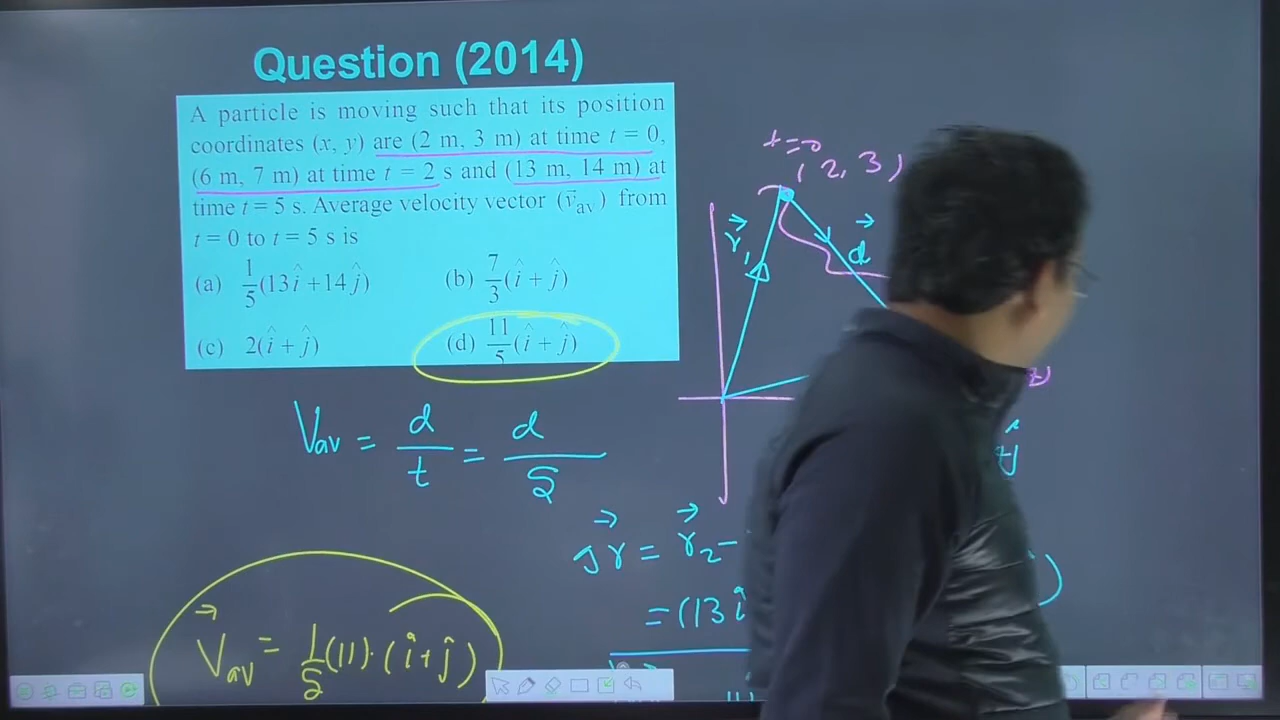 Question (2014)
A particle is moving such that its position
coordinates (x, y) are (2 m, 3 m) at time t = 0,
(6 m, 7 m) at time t = 2 s and (13 m, 14 m) at
time t = 5 s. Average velocity vector (v⃗av) from
t = 0 to t = 5 s is
(a) 1/5(13î+14ĵ)
(b) 7/3(î + ĵ)
(c) 2(î + ĵ)
(d) 11/5(î + ĵ)
t=0
(2, 3)
r⃗₁
d⃗
Vav = d/t = d/5
r⃗ = r⃗₂ -
= (13 î
V⃗av = 1/5(11)·(î+ĵ)